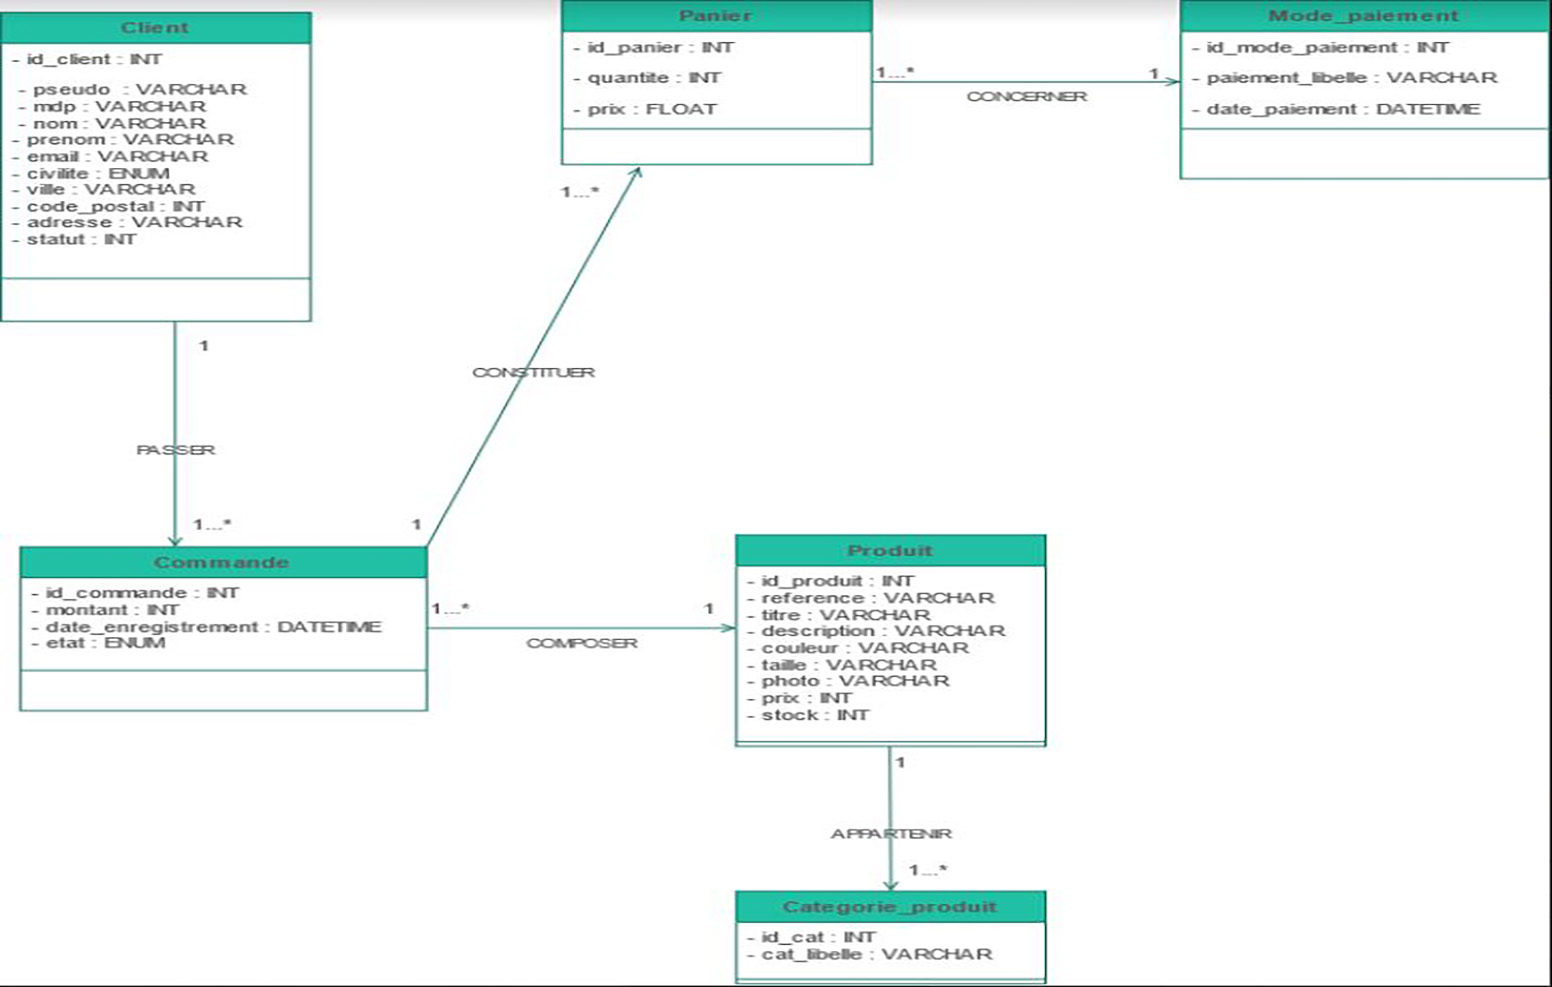 Client
- id_client : INT
- pseudo : VARCHAR
- mdp : VARCHAR
- nom : VARCHAR
- prenom : VARCHAR
- email : VARCHAR
- civilite : ENUM
- ville : VARCHAR
- code_postal : INT
- adresse : VARCHAR
- statut : INT
Panier
- id_panier : INT
- quantite : INT
- prix : FLOAT
1...*
1
CONCERNER
Mode_paiement
- id_mode_paiement : INT
- paiement_libelle : VARCHAR
- date_paiement : DATETIME
1...*
CONSTITUER
1
1
PASSER
1...*
Commande
- id_commande : INT
- montant : INT
- date_enregistrement : DATETIME
- etat : ENUM
1...*
1
COMPOSER
Produit
- id_produit : INT
- reference : VARCHAR
- titre : VARCHAR
- description : VARCHAR
- couleur : VARCHAR
- taille : VARCHAR
- photo : VARCHAR
- prix : INT
- stock : INT
1
APPARTENIR
1...*
Categorie_produit
- id_cat : INT
- cat_libelle : VARCHAR